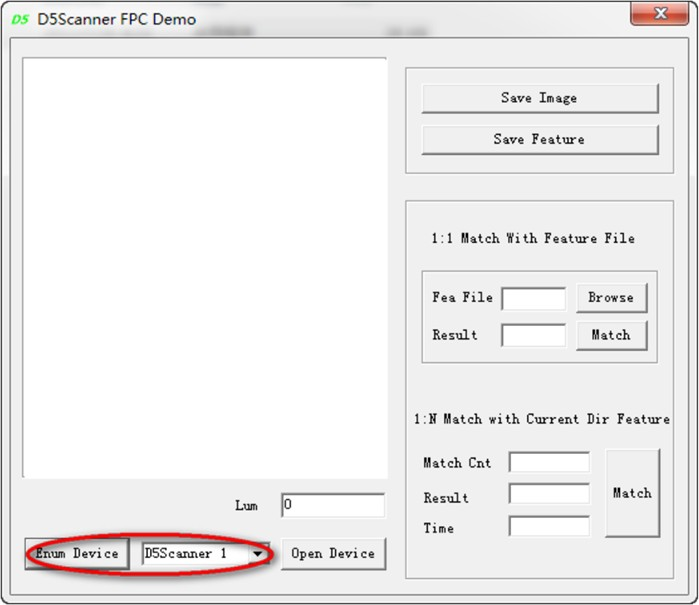 D5 D5Scanner FPC Demo
Save Image
Save Feature
1:1 Match With Feature File
Fea File
Browse
Result
Match
1:N Match with Current Dir Feature
Match Cnt
Result
Time
Match
Lum 0
Enum Device
D5Scanner 1
Open Device